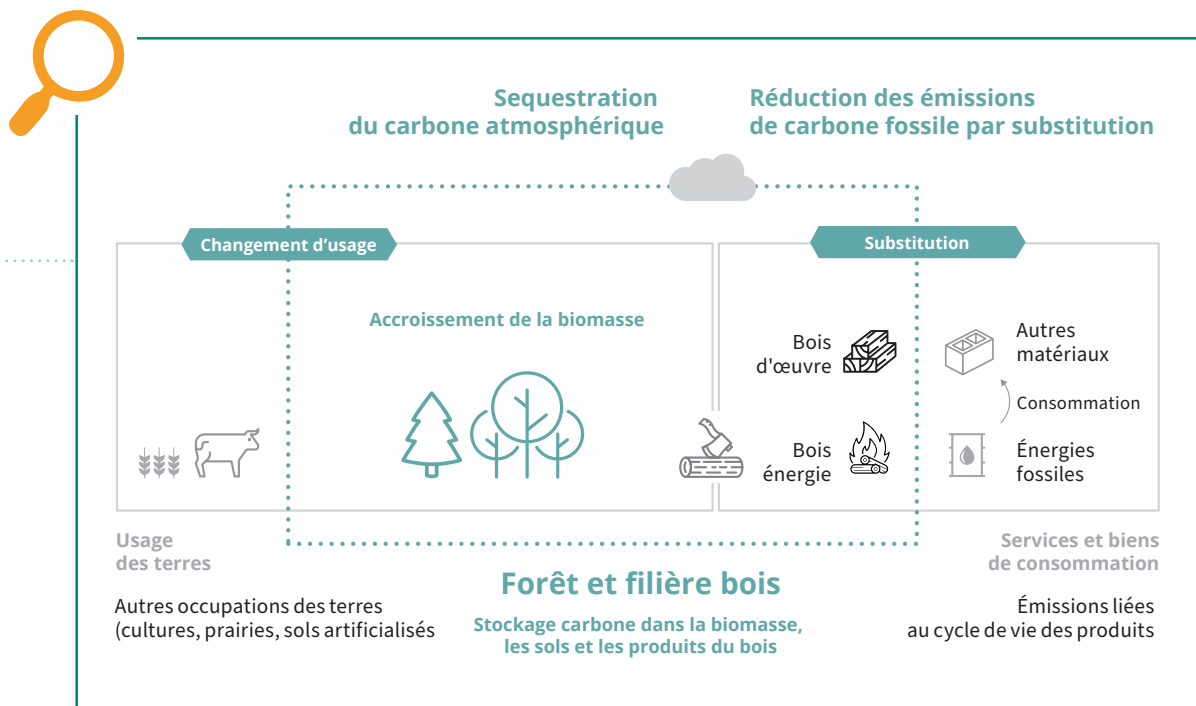 Sequestration
du carbone atmosphérique
Réduction des émissions
de carbone fossile par substitution
Changement d'usage
Substitution
Accroissement de la biomasse
Bois
d'œuvre
Autres
matériaux
Consommation
Bois
énergie
Énergies
fossiles
Usage
des terres
Services et biens
de consommation
Forêt et filière bois
Autres occupations des terres
(cultures, prairies, sols artificialisés
Stockage carbone dans la biomasse,
les sols et les produits du bois
Émissions liées
au cycle de vie des produits